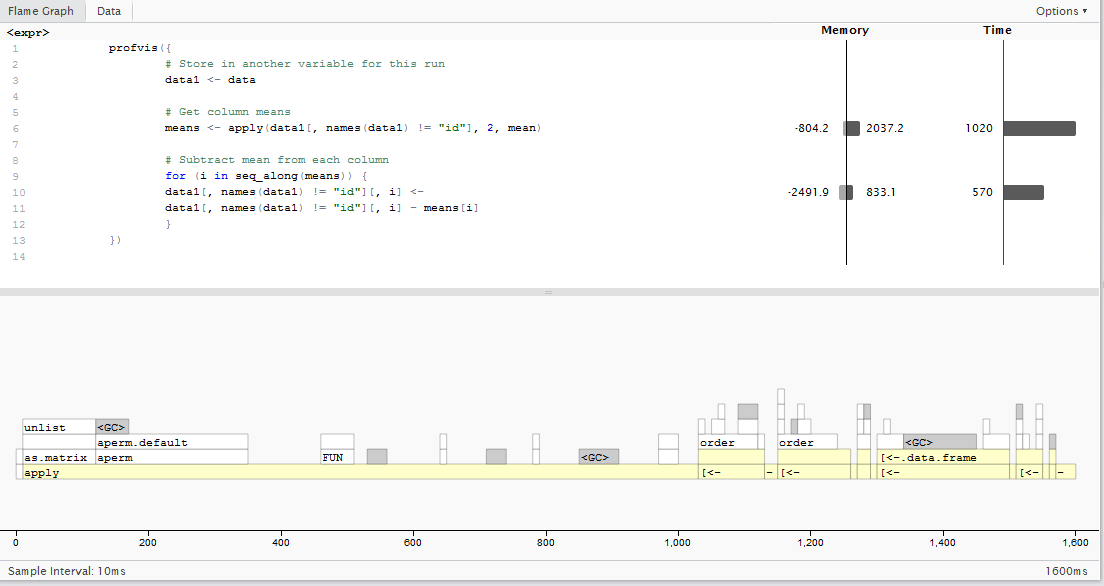 Flame Graph Data Options ▾
<expr> Memory Time
1 profvis({
2 # Store in another variable for this run
3 data1 <- data
4
5 # Get column means
6 means <- apply(data1[, names(data1) != "id"], 2, mean) -804.2 2037.2 1020
7
8 # Subtract mean from each column
9 for (i in seq_along(means)) {
10 data1[, names(data1) != "id"][, i] <- -2491.9 833.1 570
11 data1[, names(data1) != "id"][, i] - means[i]
12 }
13 })
14
unlist <GC>
aperm.default order order <GC>
as.matrix aperm FUN <GC> [<-.data.frame
apply [<- - [<- [<- [<- -
0 200 400 600 800 1,000 1,200 1,400 1,600
Sample Interval: 10ms 1600ms